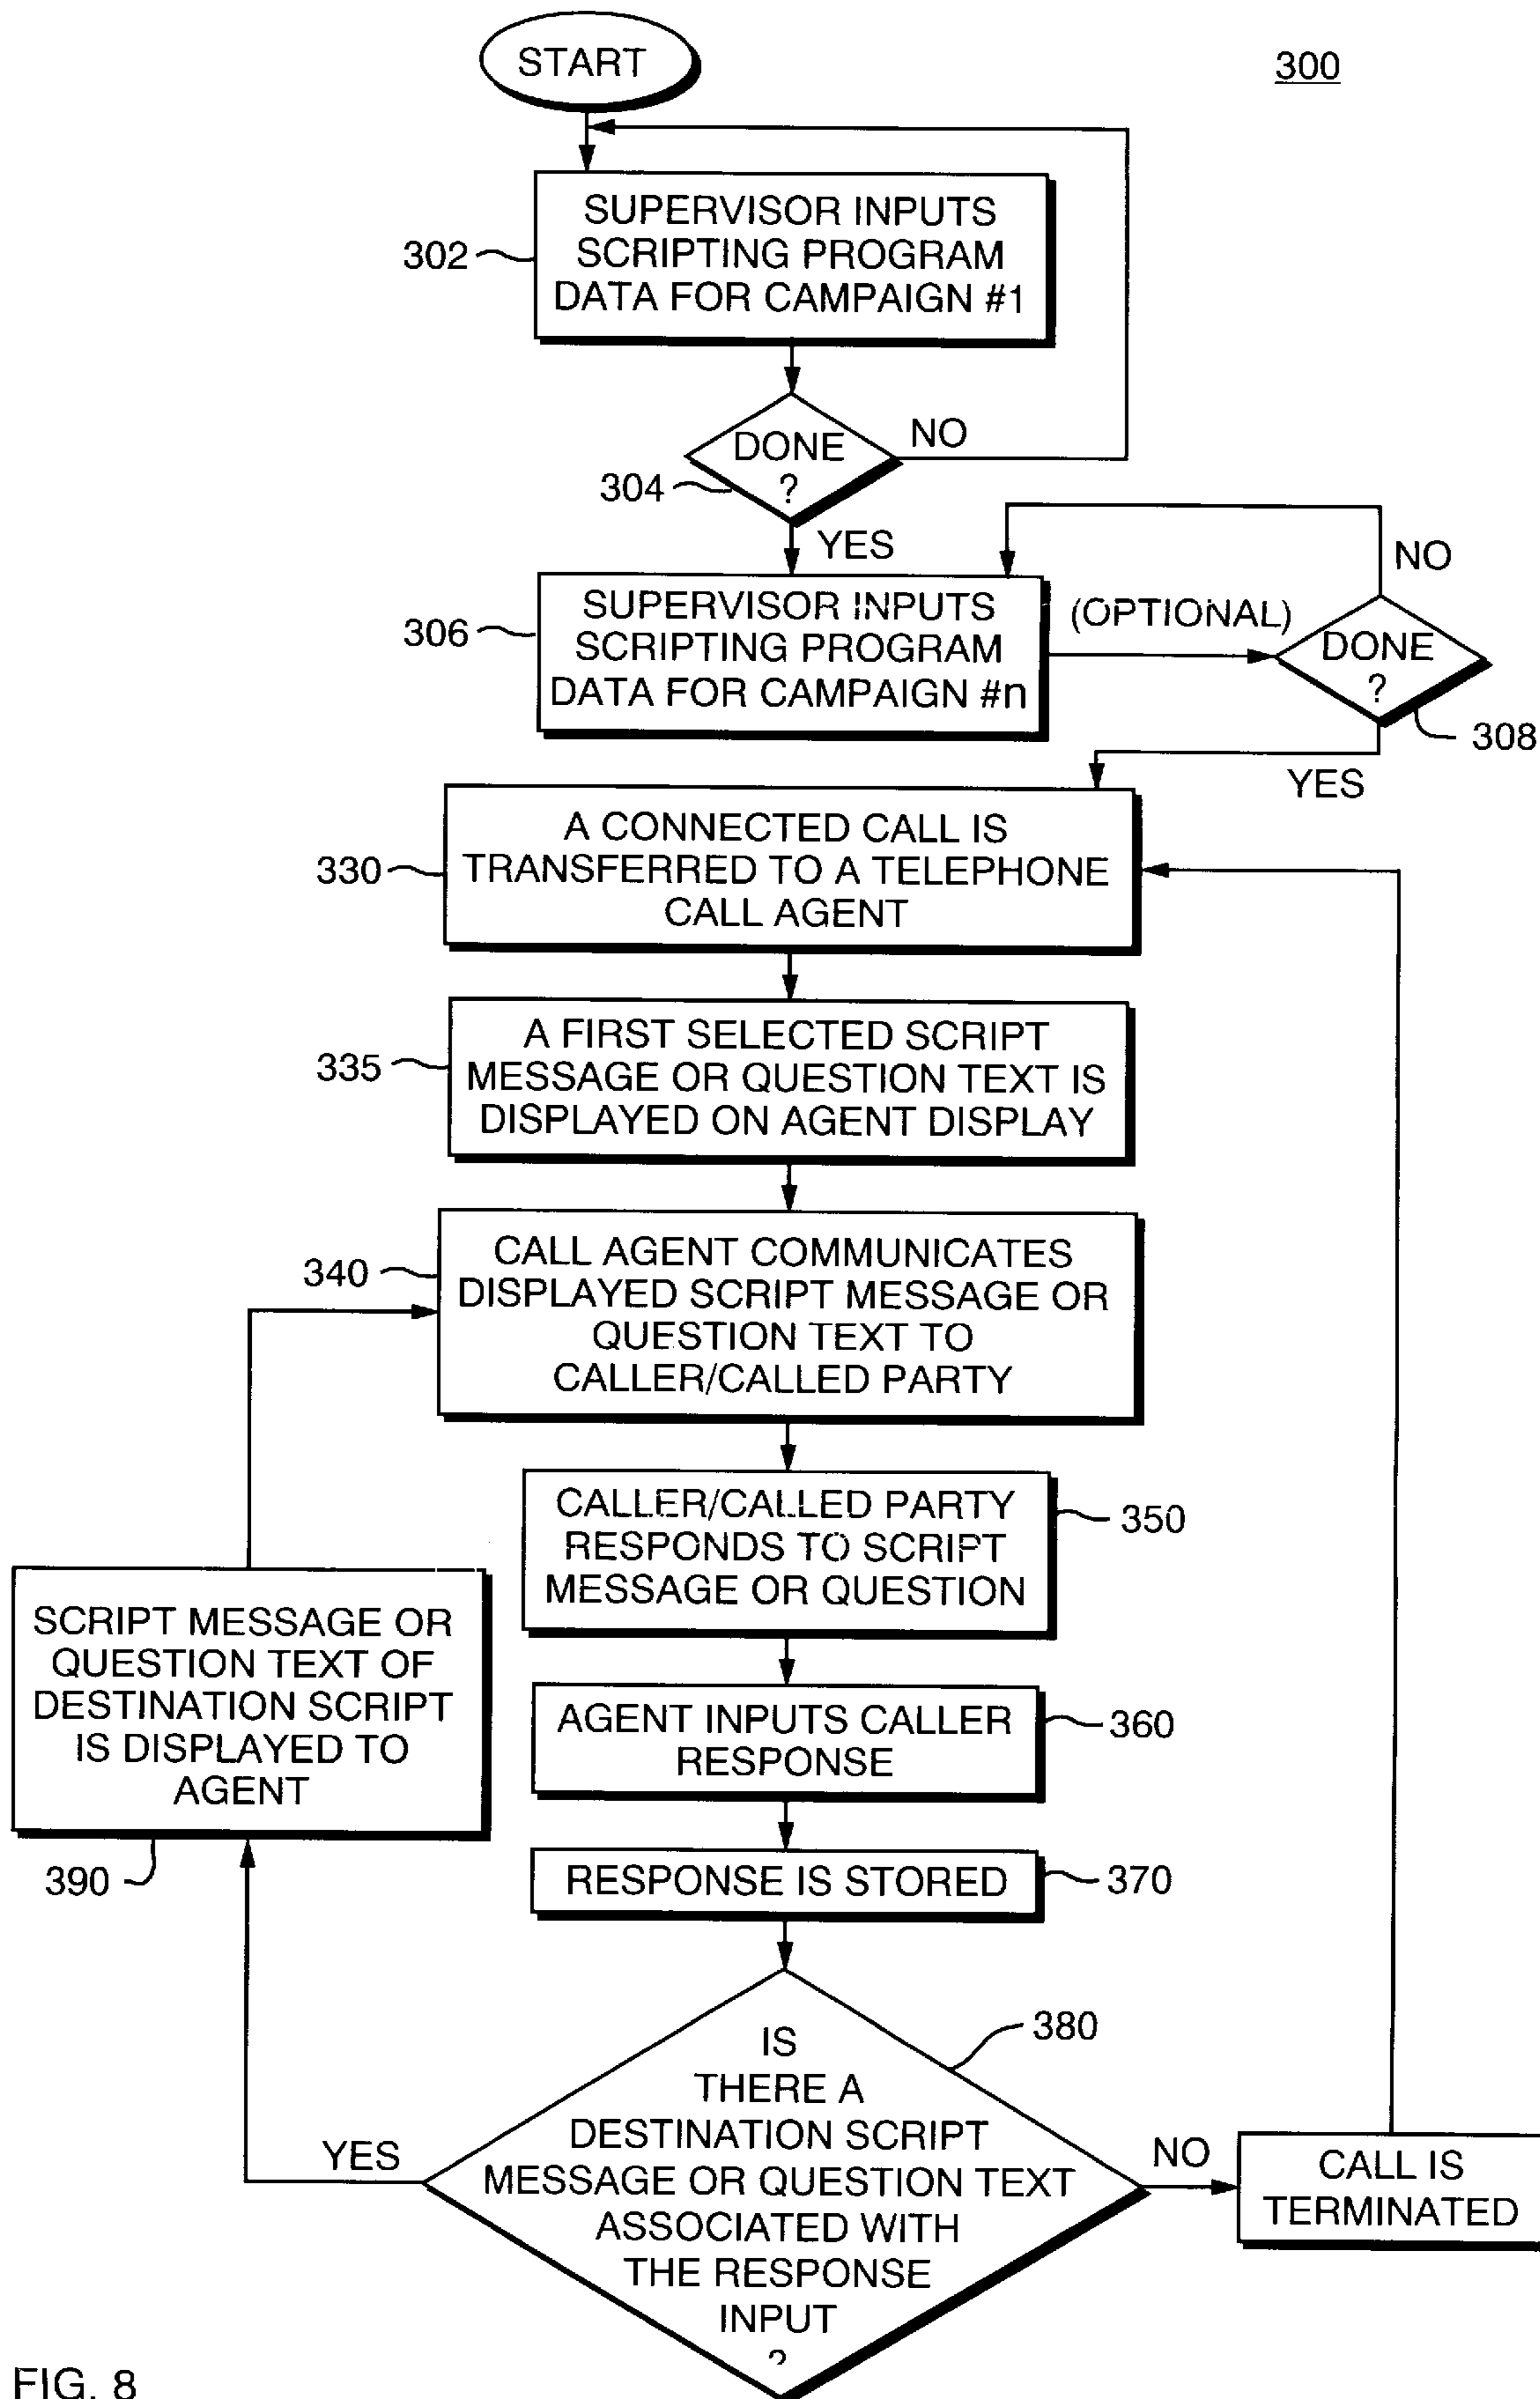 START
300
SUPERVISOR INPUTS
SCRIPTING PROGRAM
DATA FOR CAMPAIGN #1
302
DONE
?
NO
304
YES
SUPERVISOR INPUTS
SCRIPTING PROGRAM
DATA FOR CAMPAIGN #n
306
(OPTIONAL)
NO
DONE
?
308
YES
A CONNECTED CALL IS
TRANSFERRED TO A TELEPHONE
CALL AGENT
330
A FIRST SELECTED SCRIPT
MESSAGE OR QUESTION TEXT IS
DISPLAYED ON AGENT DISPLAY
335
CALL AGENT COMMUNICATES
DISPLAYED SCRIPT MESSAGE OR
QUESTION TEXT TO
CALLER/CALLED PARTY
340
CALLER/CALLED PARTY
RESPONDS TO SCRIPT
MESSAGE OR QUESTION
350
SCRIPT MESSAGE OR
QUESTION TEXT OF
DESTINATION SCRIPT
IS DISPLAYED TO
AGENT
390
AGENT INPUTS CALLER
RESPONSE
360
RESPONSE IS STORED
370
IS
THERE A
DESTINATION SCRIPT
MESSAGE OR QUESTION TEXT
ASSOCIATED WITH
THE RESPONSE
INPUT
?
380
YES
NO
CALL IS
TERMINATED
FIG. 8